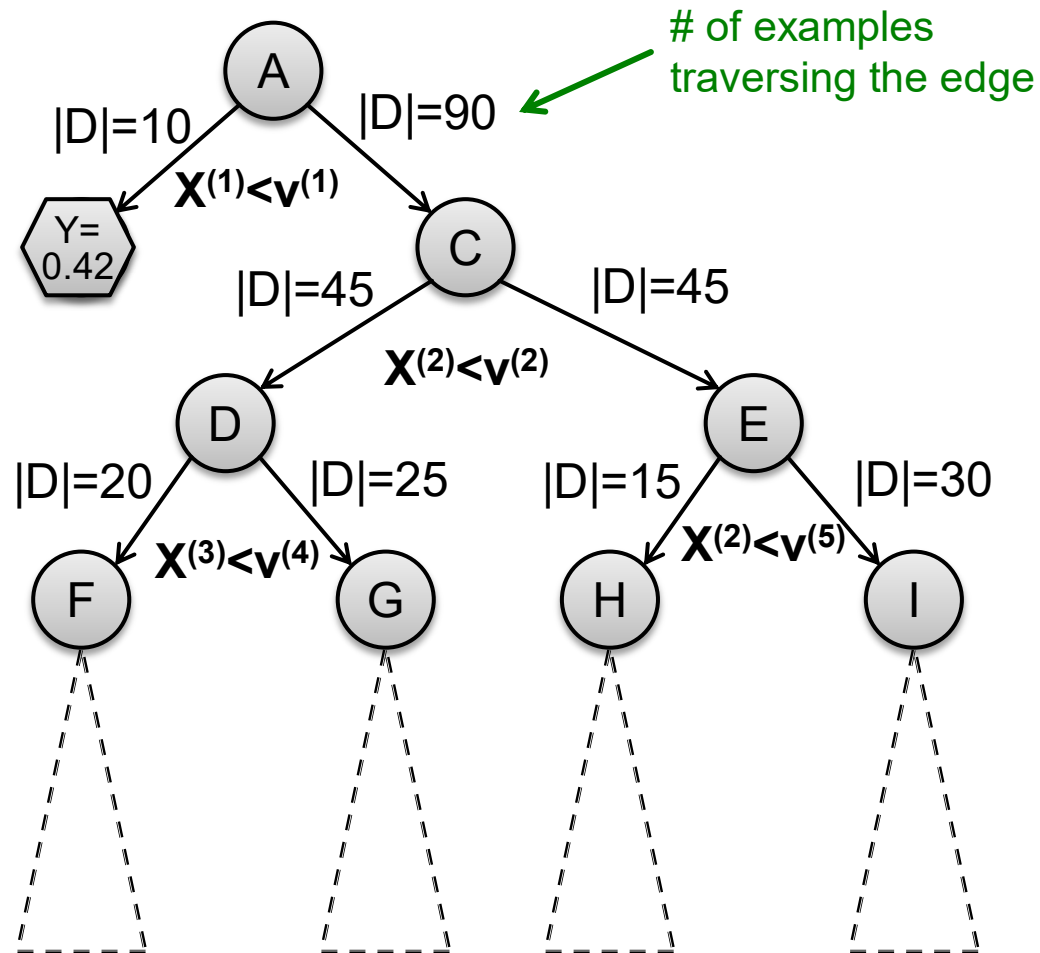 # of examples
traversing the edge
A
|D|=10
|D|=90
X(1)<v(1)
Y=
0.42
C
|D|=45
|D|=45
X(2)<v(2)
D
E
|D|=20
|D|=25
|D|=15
|D|=30
X(3)<v(4)
X(2)<v(5)
F
G
H
I